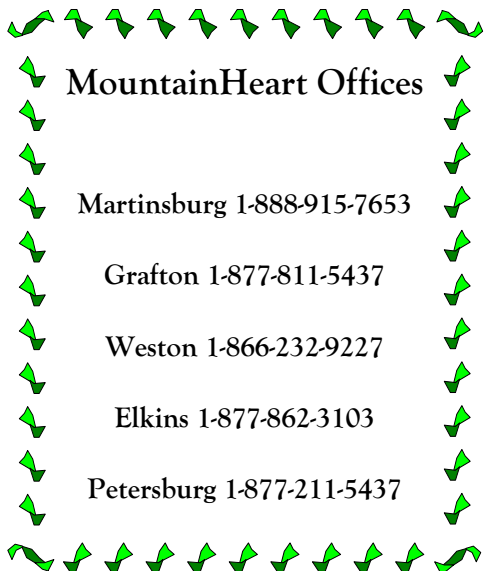 MountainHeart Offices
Martinsburg 1-888-915-7653
Grafton 1-877-811-5437
Weston 1-866-232-9227
Elkins 1-877-862-3103
Petersburg 1-877-211-5437